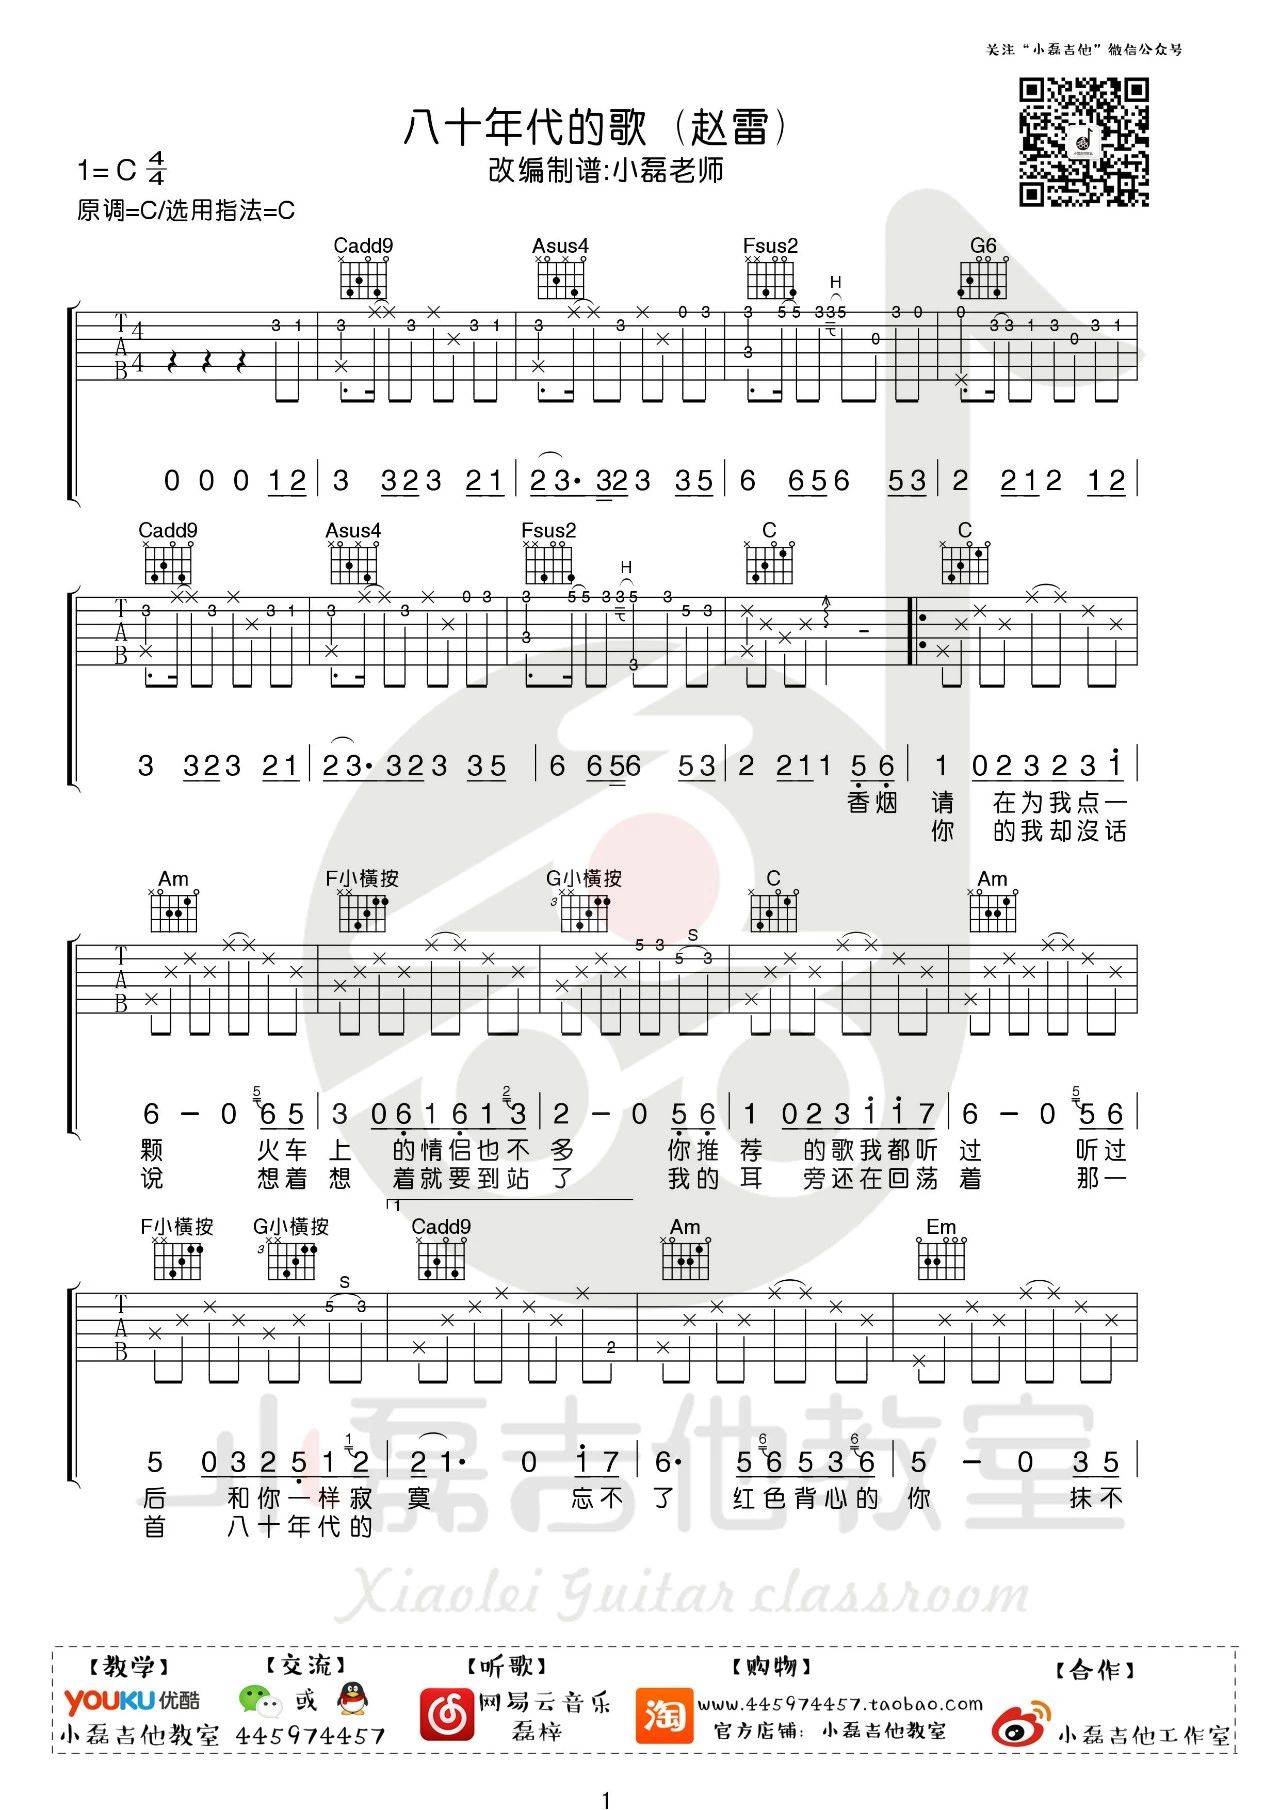 关注“小磊吉他”微信公众号
八十年代的歌（赵雷）
1= C 4/4
改编制谱:小磊老师
原调=C/选用指法=C
Cadd9 Asus4 Fsus2 G6
H
0 0 0 1 2 | 3 3 2 3 2 1 | 2 3· 3 2 3 3 5 | 6 6 5 6 5 3 | 2 2 1 2 1 2
Cadd9 Asus4 Fsus2 C C
H
3 3 2 3 2 1 | 2 3· 3 2 3 3 5 | 6 6 5 6 5 3 | 2 2 1 1 5 6 | 1 0 2 3 2 3 1
香烟 请 在为我点一
你 的我却沒话
Am F小横按 G小横按 C Am
S
6 – 0 5 6 5 | 3 0 6 1 6 1 2 3 | 2 – 0 5 6 | 1 0 2 3 1 1 7 | 6 – 0 5 5 6
颗 火车上 的情侣也不多 你推荐 的歌我都听过 听过
说 想着想 着就要到站了 我的耳 旁还在回荡着 那一
1
F小横按 G小横按 Cadd9 Am Em
S
5 0 3 2 5 1 1 2 | 2 1· 0 1 7 | 6· 5 6 6 5 3 6 6 | 5 – 0 3 5
后 和你一样寂寞 忘不了 红色背心的你 抹不
首 八十年代的
小磊吉他教室
Xiaolei Guitar classroom
【教学】 【交流】 【听歌】 【购物】 【合作】
YOUKU优酷 或 网易云音乐 淘 www.445974457.taobao.com
小磊吉他教室 445974457 磊梓 官方店铺：小磊吉他教室 小磊吉他工作室
1